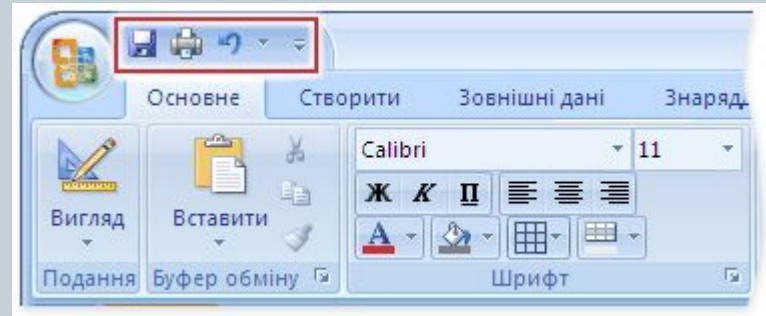 Основне Створити Зовнішні дані Знаряд
Calibri 11
Ж К П
Вигляд Вставити
А
Подання Буфер обміну Шрифт